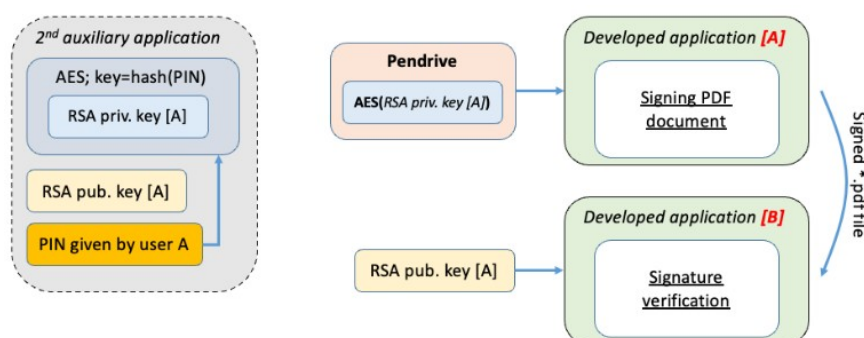 2nd auxiliary application
AES; key=hash(PIN)
RSA priv. key [A]
RSA pub. key [A]
PIN given by user A
Pendrive
AES(RSA priv. key [A])
Developed application [A]
Signing PDF
document
Signed *.pdf file
Developed application [B]
RSA pub. key [A]
Signature
verification